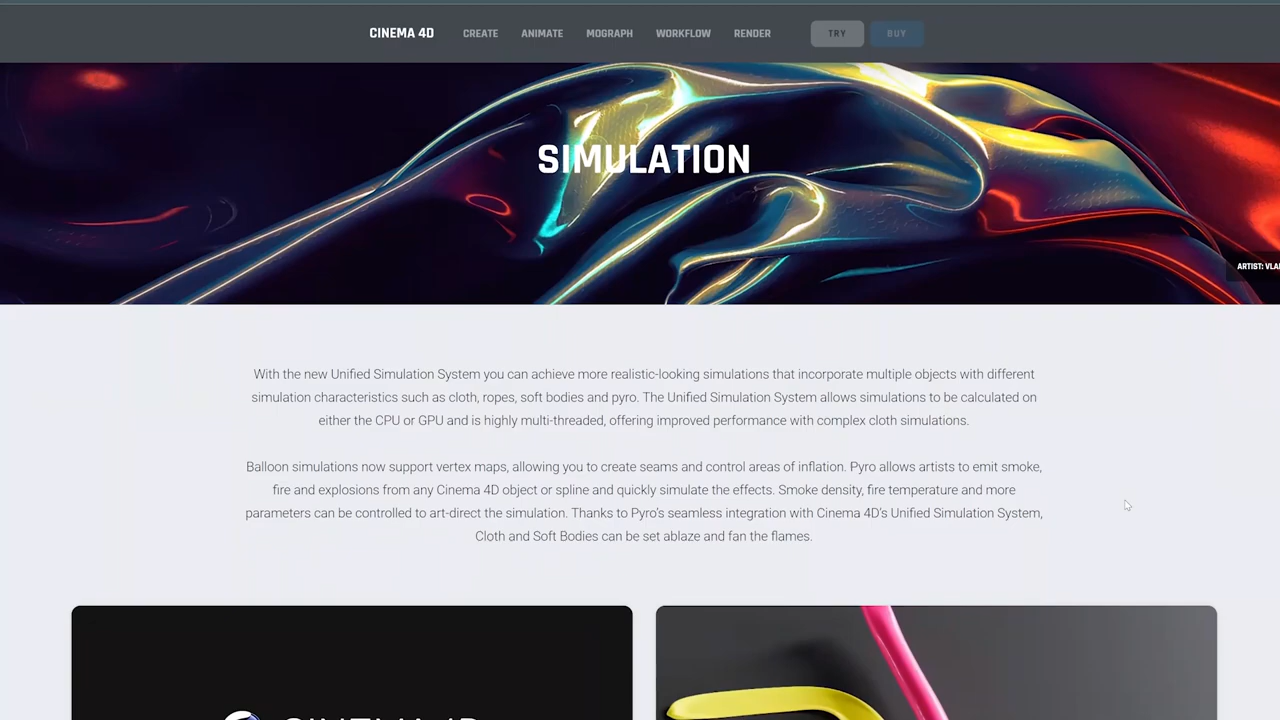 CINEMA 4D CREATE ANIMATE MOGRAPH WORKFLOW RENDER TRY BUY
SIMULATION
ARTIST: VLA
With the new Unified Simulation System you can achieve more realistic-looking simulations that incorporate multiple objects with different
simulation characteristics such as cloth, ropes, soft bodies and pyro. The Unified Simulation System allows simulations to be calculated on
either the CPU or GPU and is highly multi-threaded, offering improved performance with complex cloth simulations.
Balloon simulations now support vertex maps, allowing you to create seams and control areas of inflation. Pyro allows artists to emit smoke,
fire and explosions from any Cinema 4D object or spline and quickly simulate the effects. Smoke density, fire temperature and more
parameters can be controlled to art-direct the simulation. Thanks to Pyro's seamless integration with Cinema 4D's Unified Simulation System,
Cloth and Soft Bodies can be set ablaze and fan the flames.
CINEMA 4D